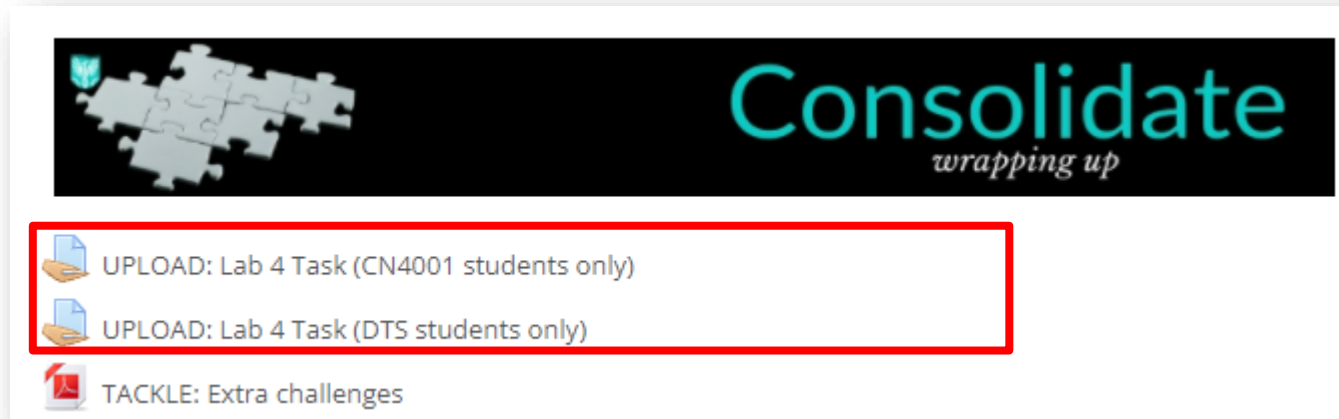 Consolidate
wrapping up
UPLOAD: Lab 4 Task (CN4001 students only)
UPLOAD: Lab 4 Task (DTS students only)
TACKLE: Extra challenges